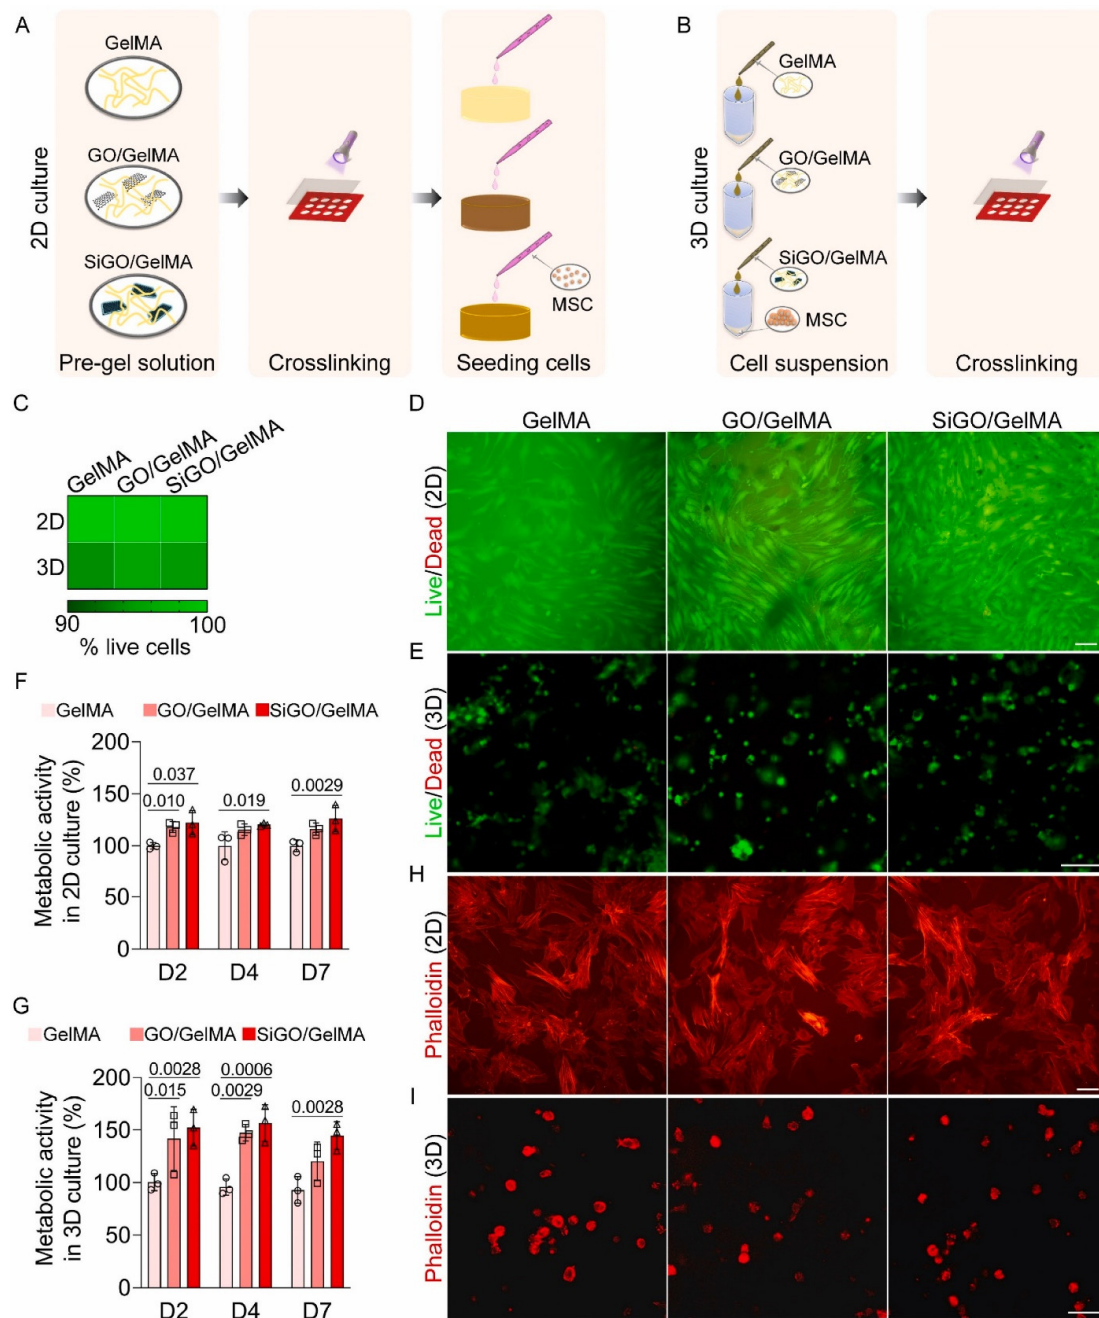 A
2D culture
GelMA
GO/GelMA
SiGO/GelMA
Pre-gel solution
Crosslinking
MSC
Seeding cells
B
3D culture
GelMA
GO/GelMA
SiGO/GelMA
MSC
Cell suspension
Crosslinking
C
GelMA
GO/GelMA
SiGO/GelMA
2D
3D
90 100
% live cells
D
GelMA GO/GelMA SiGO/GelMA
Live/Dead (2D)
E
Live/Dead (3D)
F
GelMA GO/GelMA SiGO/GelMA
Metabolic activity
in 2D culture (%)
200
150
100
50
0
0.037
0.010
0.019
0.0029
D2 D4 D7
G
GelMA GO/GelMA SiGO/GelMA
Metabolic activity
in 3D culture (%)
200
150
100
50
0
0.0028
0.015
0.0006
0.0029
0.0028
D2 D4 D7
H
Phalloidin (2D)
I
Phalloidin (3D)